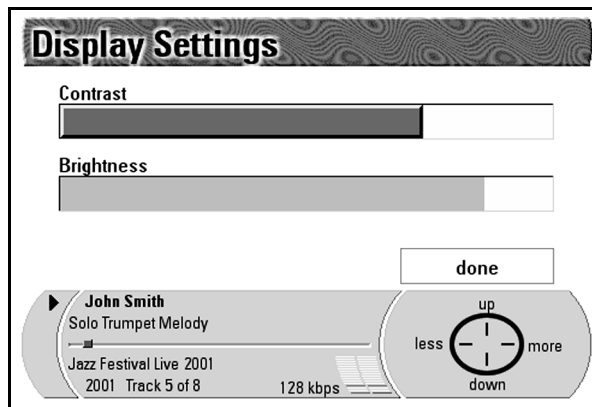 Display Settings
Contrast
Brightness
done
John Smith
Solo Trumpet Melody
Jazz Festival Live 2001
2001 Track 5 of 8 128 kbps
up
less more
down